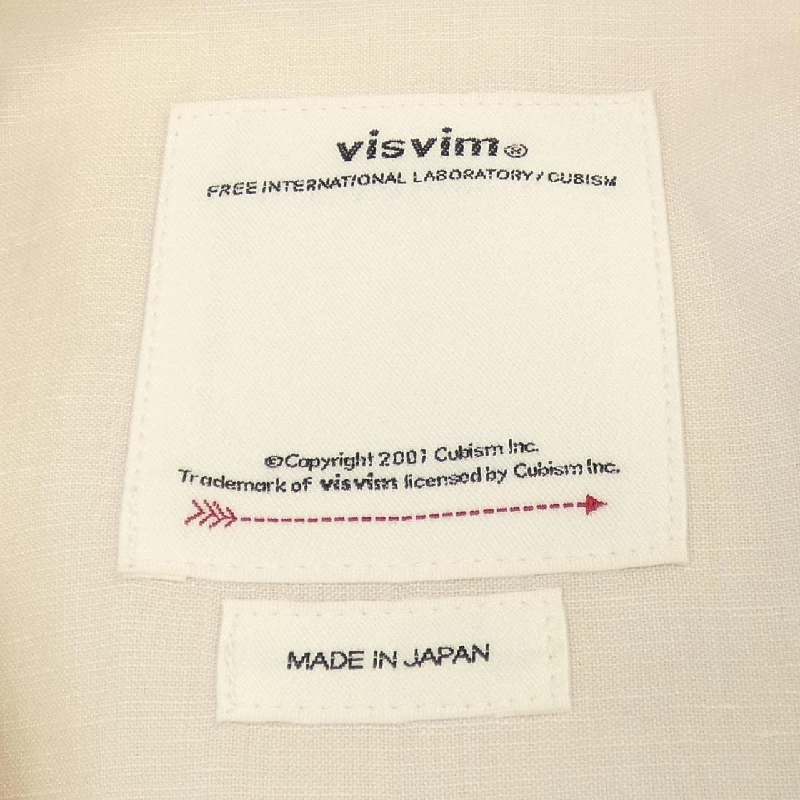 visvim®
FREE INTERNATIONAL LABORATORY / CUBISM
©Copyright 2001 Cubism Inc.
Trademark of visvim licensed by Cubism Inc.
MADE IN JAPAN